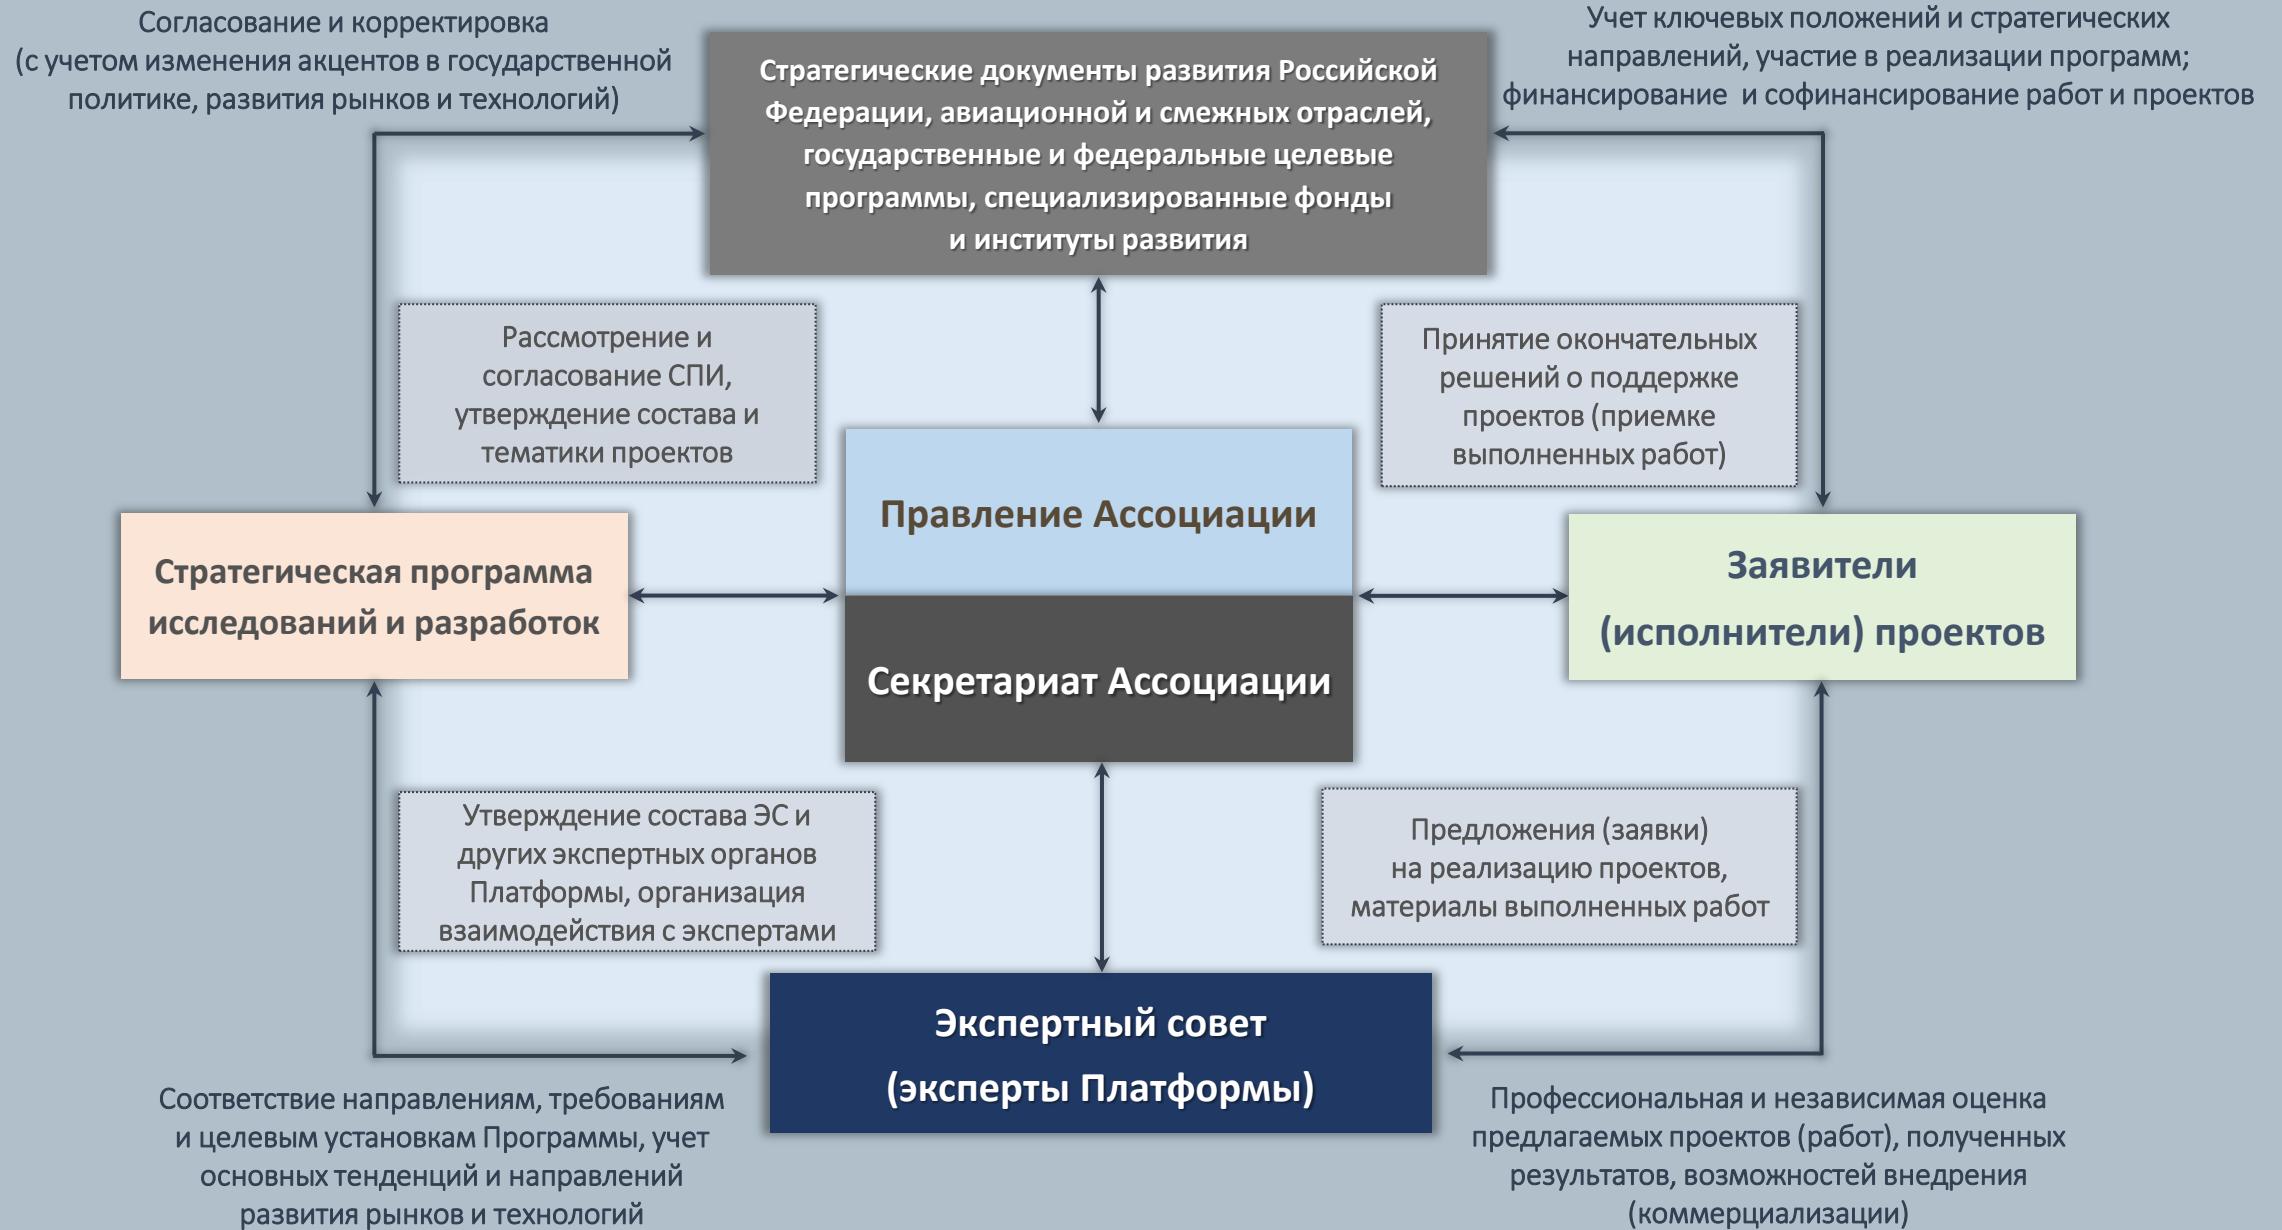 Согласование и корректировка
(с учетом изменения акцентов в государственной
политике, развития рынков и технологий)
Стратегические документы развития Российской
Федерации, авиационной и смежных отраслей,
государственные и федеральные целевые
программы, специализированные фонды
и институты развития
Учет ключевых положений и стратегических
направлений, участие в реализации программ;
финансирование и софинансирование работ и проектов
Рассмотрение и
согласование СПИ,
утверждение состава и
тематики проектов
Принятие окончательных
решений о поддержке
проектов (приемке
выполненных работ)
Стратегическая программа
исследований и разработок
Правление Ассоциации
Секретариат Ассоциации
Заявители
(исполнители) проектов
Утверждение состава ЭС и
других экспертных органов
Платформы, организация
взаимодействия с экспертами
Предложения (заявки)
на реализацию проектов,
материалы выполненных работ
Экспертный совет
(эксперты Платформы)
Соответствие направлениям, требованиям
и целевым установкам Программы, учет
основных тенденций и направлений
развития рынков и технологий
Профессиональная и независимая оценка
предлагаемых проектов (работ), полученных
результатов, возможностей внедрения
(коммерциализации)